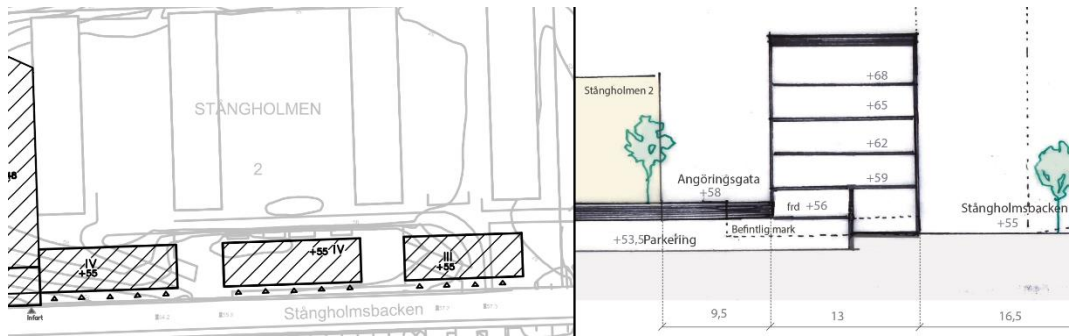 STÅNGHOLMEN
2
IV
+55
+55 IV
III
+55
Stångholmsbacken
Infart
Stångholmen 2
+68
+65
+62
+59
Angöringsgata
+58
frd +56
Befintlig mark
+53,5 Parkering
Stångholmsbacken
+55
9,5
13
16,5